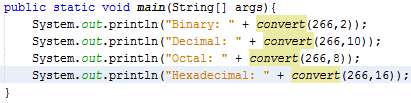 public static void main(String[] args){
System.out.println("Binary: " + convert(266,2));
System.out.println("Decimal: " + convert(266,10));
System.out.println("Octal: " + convert(266,8));
System.out.println("Hexadecimal: " + convert(266,16));
}